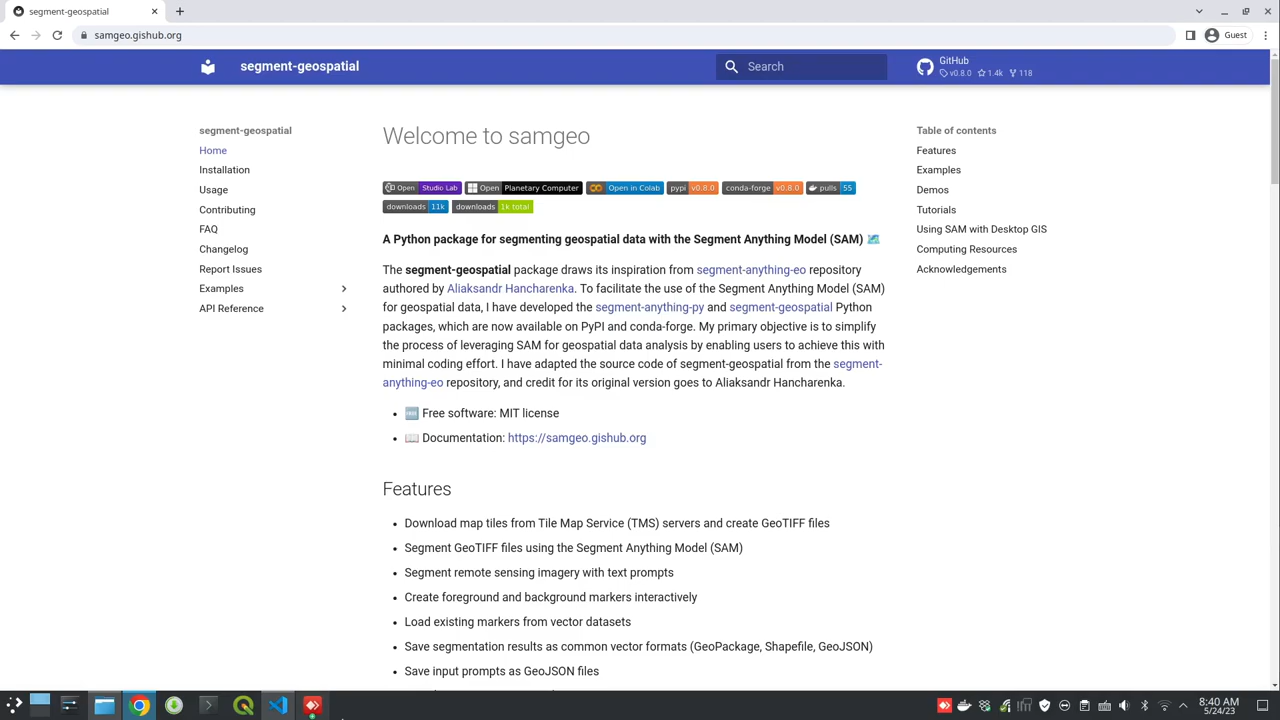 segment-geospatial
samgeo.gishub.org
Guest
segment-geospatial
Search
GitHub
v0.8.0 1.4k 118
segment-geospatial
Home
Installation
Usage
Contributing
FAQ
Changelog
Report Issues
Examples
API Reference
Welcome to samgeo
Open Studio Lab Open Planetary Computer Open in Colab pypi v0.8.0 conda-forge v0.8.0 pulls 55
downloads 11k downloads 1k total
A Python package for segmenting geospatial data with the Segment Anything Model (SAM) 🗺️
The segment-geospatial package draws its inspiration from segment-anything-eo repository
authored by Aliaksandr Hancharenka. To facilitate the use of the Segment Anything Model (SAM)
for geospatial data, I have developed the segment-anything-py and segment-geospatial Python
packages, which are now available on PyPI and conda-forge. My primary objective is to simplify
the process of leveraging SAM for geospatial data analysis by enabling users to achieve this with
minimal coding effort. I have adapted the source code of segment-geospatial from the segment-
anything-eo repository, and credit for its original version goes to Aliaksandr Hancharenka.
• 🆓 Free software: MIT license
• 📖 Documentation: https://samgeo.gishub.org
Features
• Download map tiles from Tile Map Service (TMS) servers and create GeoTIFF files
• Segment GeoTIFF files using the Segment Anything Model (SAM)
• Segment remote sensing imagery with text prompts
• Create foreground and background markers interactively
• Load existing markers from vector datasets
• Save segmentation results as common vector formats (GeoPackage, Shapefile, GeoJSON)
• Save input prompts as GeoJSON files
Table of contents
Features
Examples
Demos
Tutorials
Using SAM with Desktop GIS
Computing Resources
Acknowledgements
8:40 AM
5/24/23